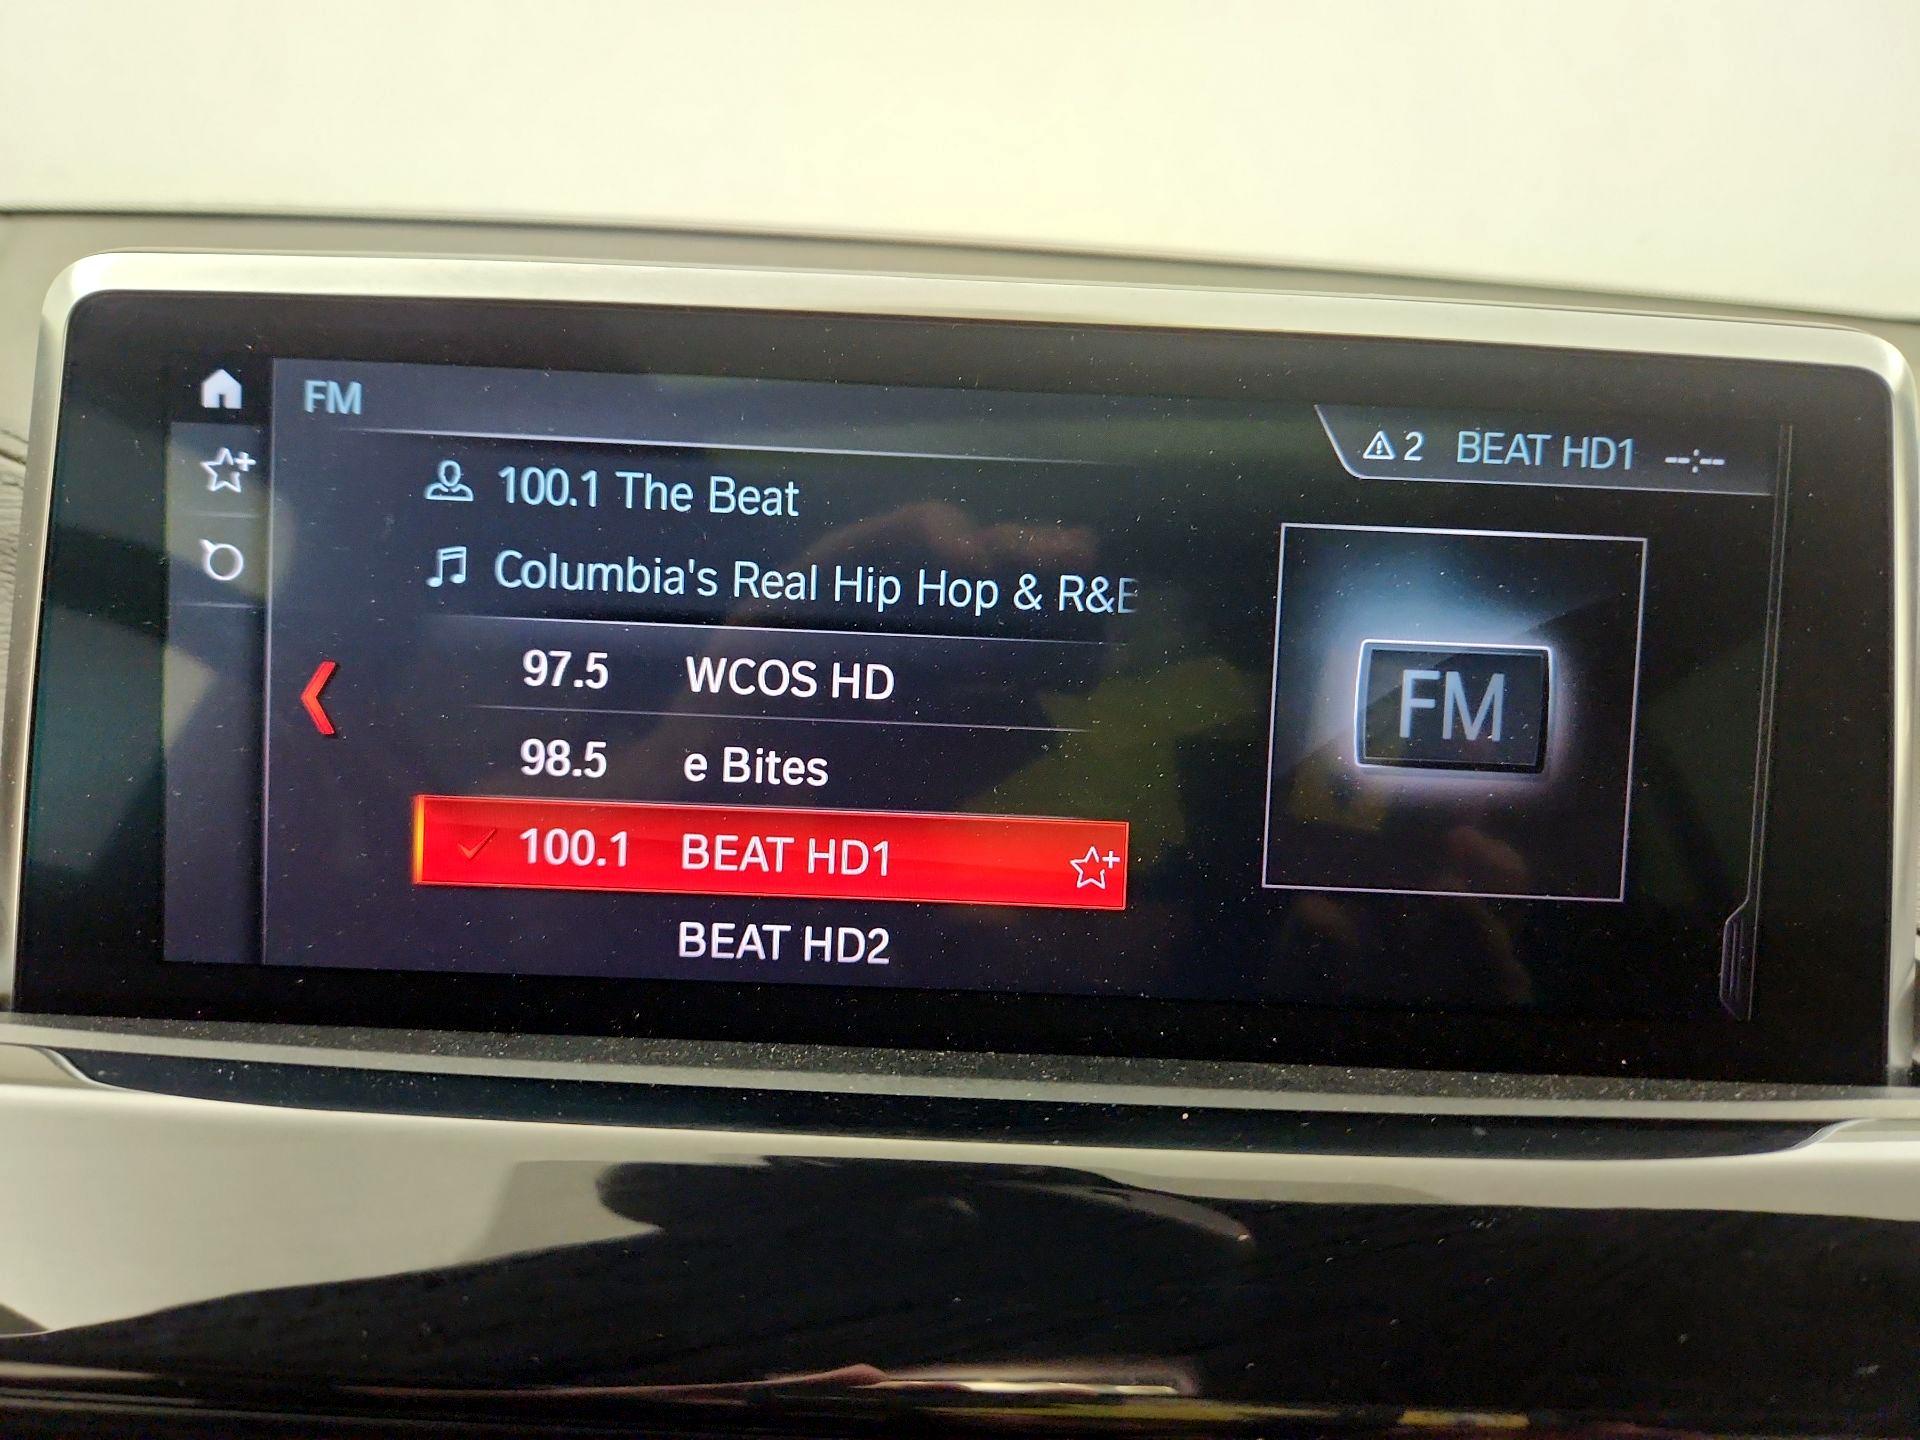 FM
2 BEAT HD1 --:--
100.1 The Beat
Columbia's Real Hip Hop & R&B
97.5 WCOS HD
98.5 e Bites
FM
100.1 BEAT HD1
BEAT HD2